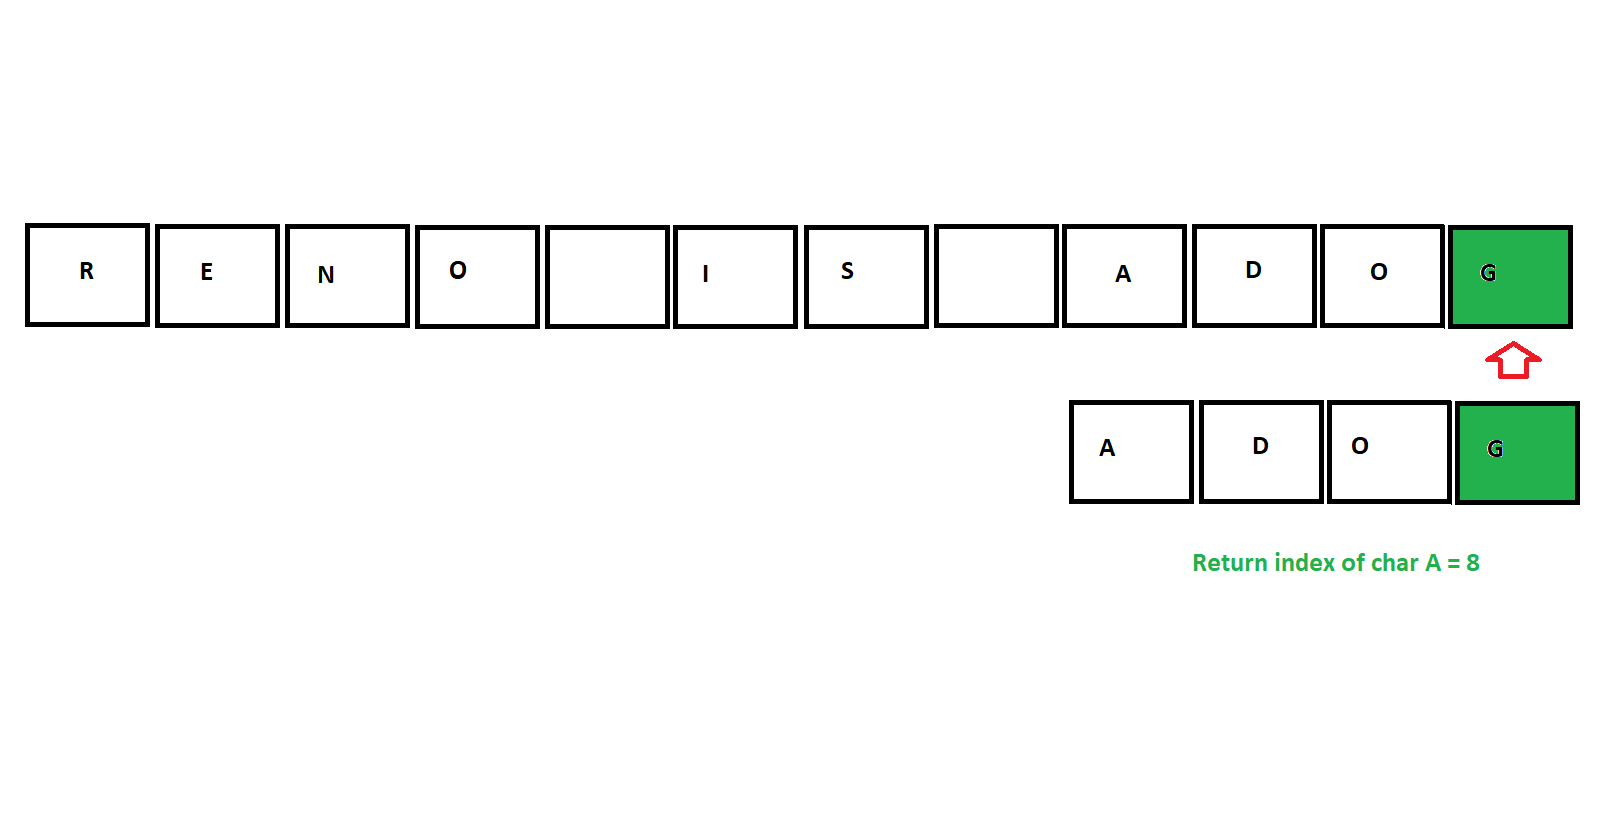 R E N O I S A D O G
A D O G
Return index of char A = 8